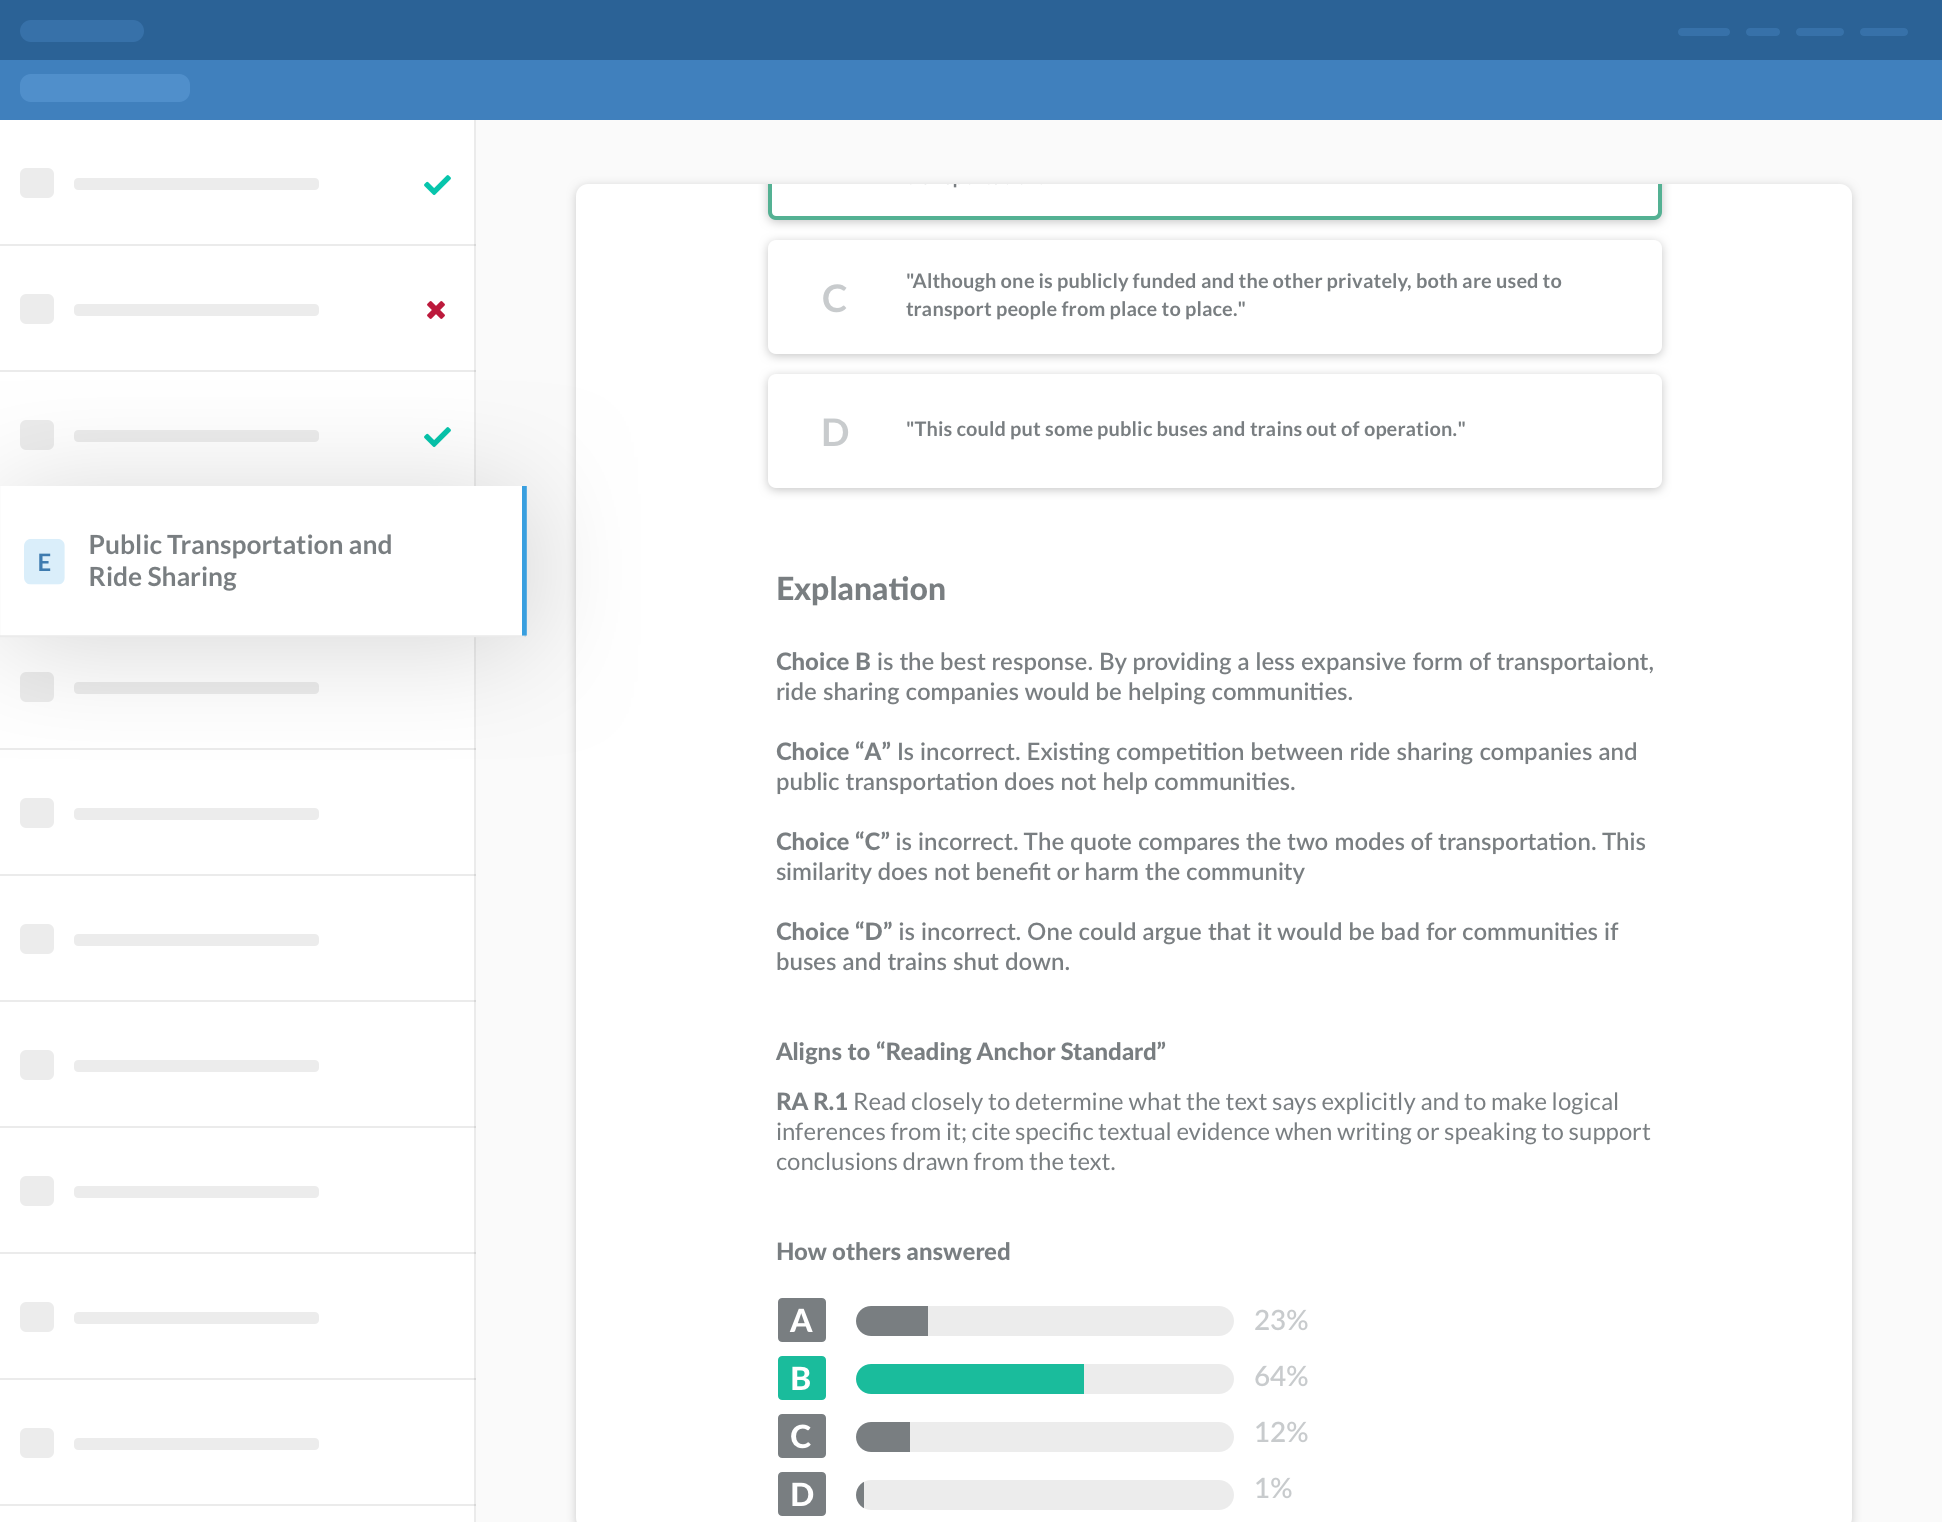 C
"Although one is publicly funded and the other privately, both are used to
transport people from place to place."
D
"This could put some public buses and trains out of operation."
E
Public Transportation and
Ride Sharing
Explanation
Choice B is the best response. By providing a less expansive form of transportaiont,
ride sharing companies would be helping communities.
Choice “A” Is incorrect. Existing competition between ride sharing companies and
public transportation does not help communities.
Choice “C” is incorrect. The quote compares the two modes of transportation. This
similarity does not benefit or harm the community
Choice “D” is incorrect. One could argue that it would be bad for communities if
buses and trains shut down.
Aligns to “Reading Anchor Standard”
RA R.1 Read closely to determine what the text says explicitly and to make logical
inferences from it; cite specific textual evidence when writing or speaking to support
conclusions drawn from the text.
How others answered
A 23%
B 64%
C 12%
D 1%